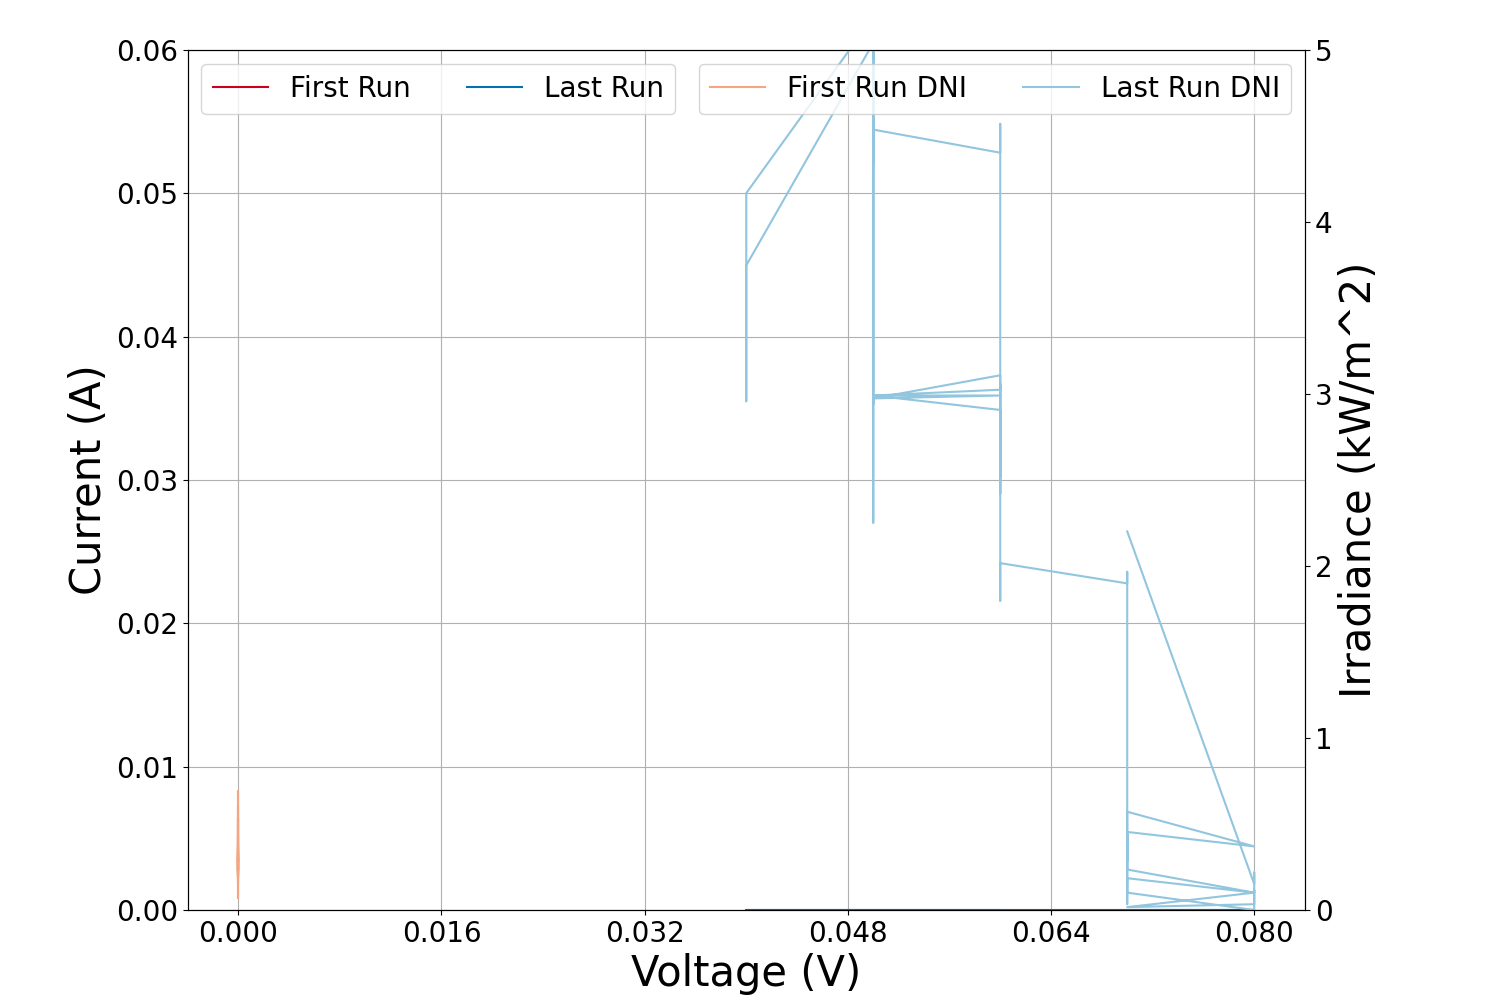 First Run
Last Run
First Run DNI
Last Run DNI
Current (A)
0.06
0.05
0.04
0.03
0.02
0.01
0.00
5
4
3
2
1
0
Irradiance (kW/m^2)
0.000 0.016 0.032 0.048 0.064 0.080
Voltage (V)